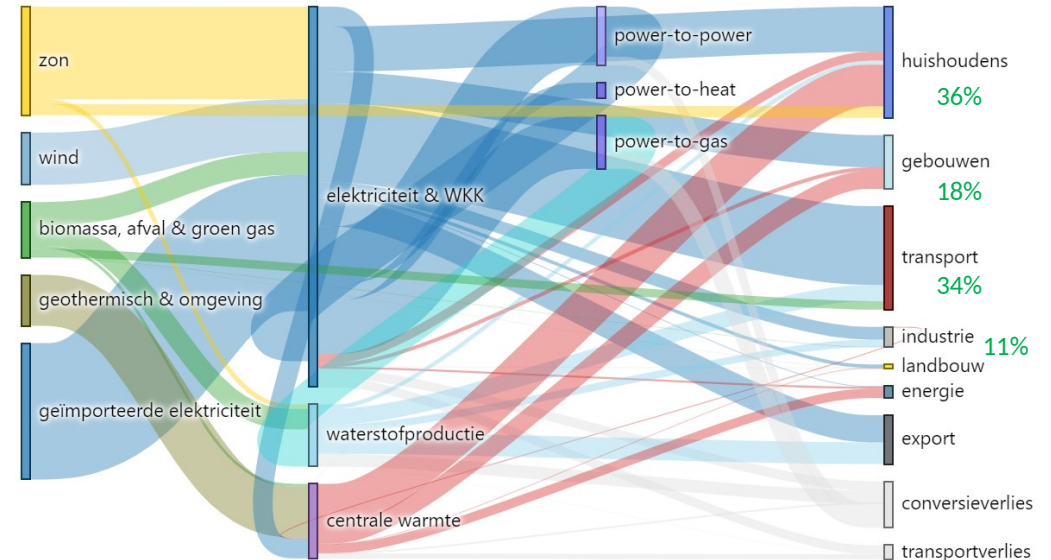 zon
wind
biomassa, afval & groen gas
geothermisch & omgeving
geïmporteerde elektriciteit
elektriciteit & WKK
waterstofproductie
centrale warmte
power-to-power
power-to-heat
power-to-gas
huishoudens
36%
gebouwen
18%
transport
34%
industrie 11%
landbouw
energie
export
conversieverlies
transportverlies